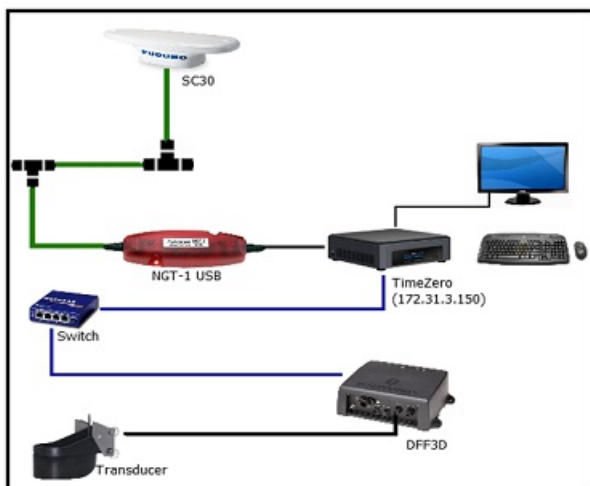 FURUNO
SC30
NGT-1 USB
TimeZero
(172.31.3.150)
Switch
DFF3D
Transducer